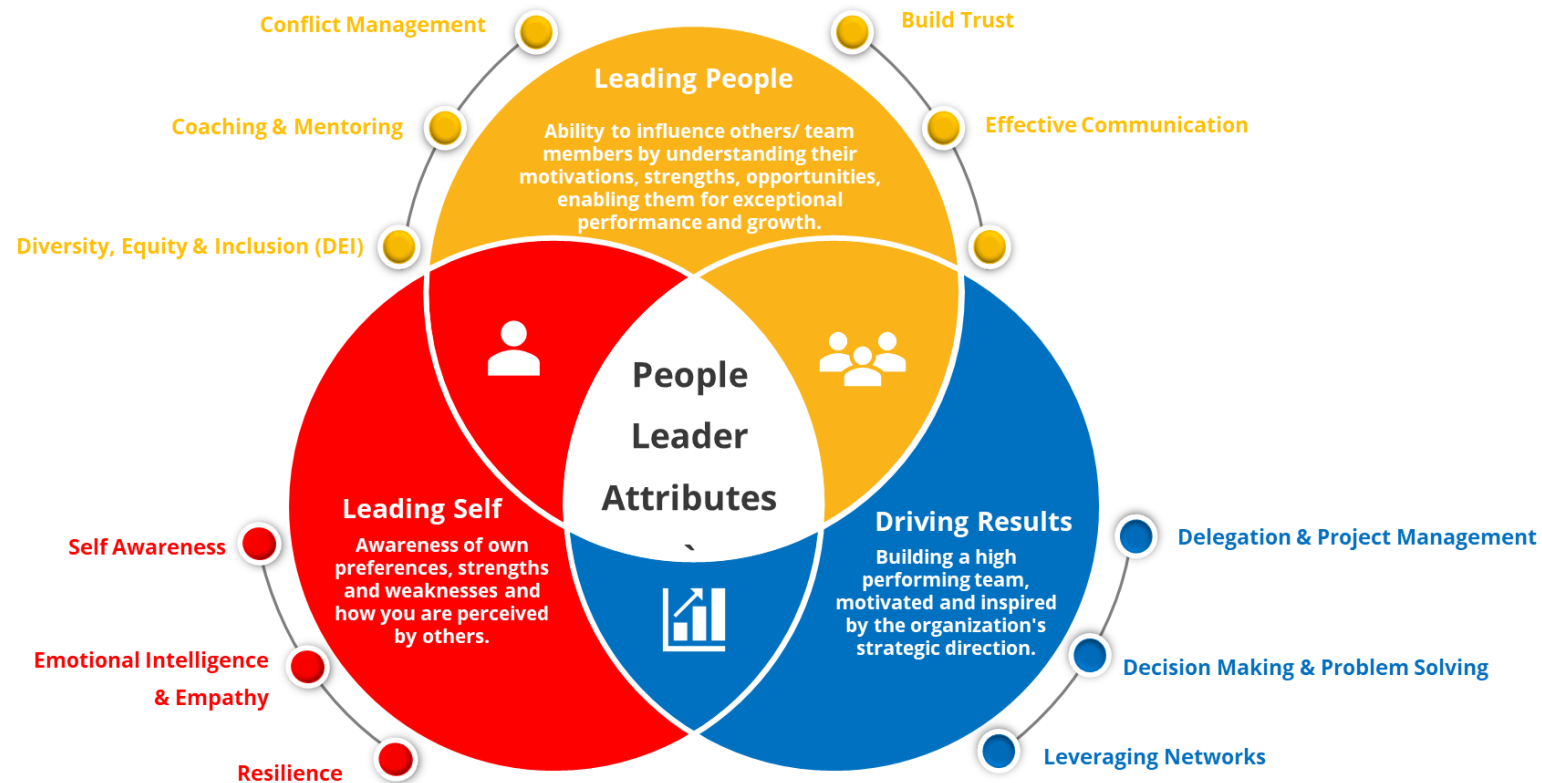 Conflict Management
Build Trust
Leading People
Coaching & Mentoring
Effective Communication
Ability to influence others/ team
members by understanding their
motivations, strengths, opportunities,
enabling them for exceptional
performance and growth.
Diversity, Equity & Inclusion (DEI)
People
Leader
Attributes
`
Leading Self
Awareness of own
preferences, strengths
and weaknesses and
how you are perceived
by others.
Driving Results
Building a high
performing team,
motivated and inspired
by the organization's
strategic direction.
Self Awareness
Emotional Intelligence
& Empathy
Resilience
Delegation & Project Management
Decision Making & Problem Solving
Leveraging Networks